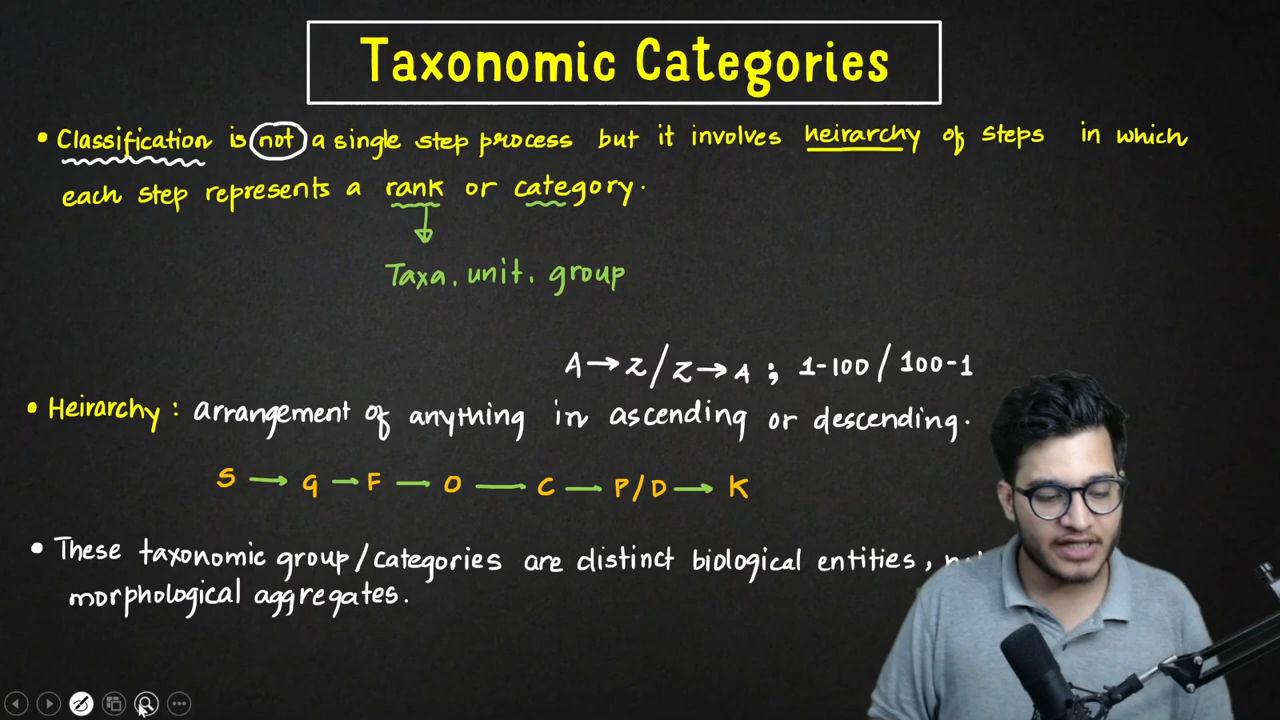 Taxonomic Categories
• Classification is not a single step process but it involves heirarchy of steps in which
each step represents a rank or category.
Taxa, unit, group
A → Z / Z → A ; 1-100 / 100-1
• Heirarchy : arrangement of anything in ascending or descending.
S → G → F → O → C → P/D → K
• These taxonomic group/categories are distinct biological entities,
morphological aggregates.